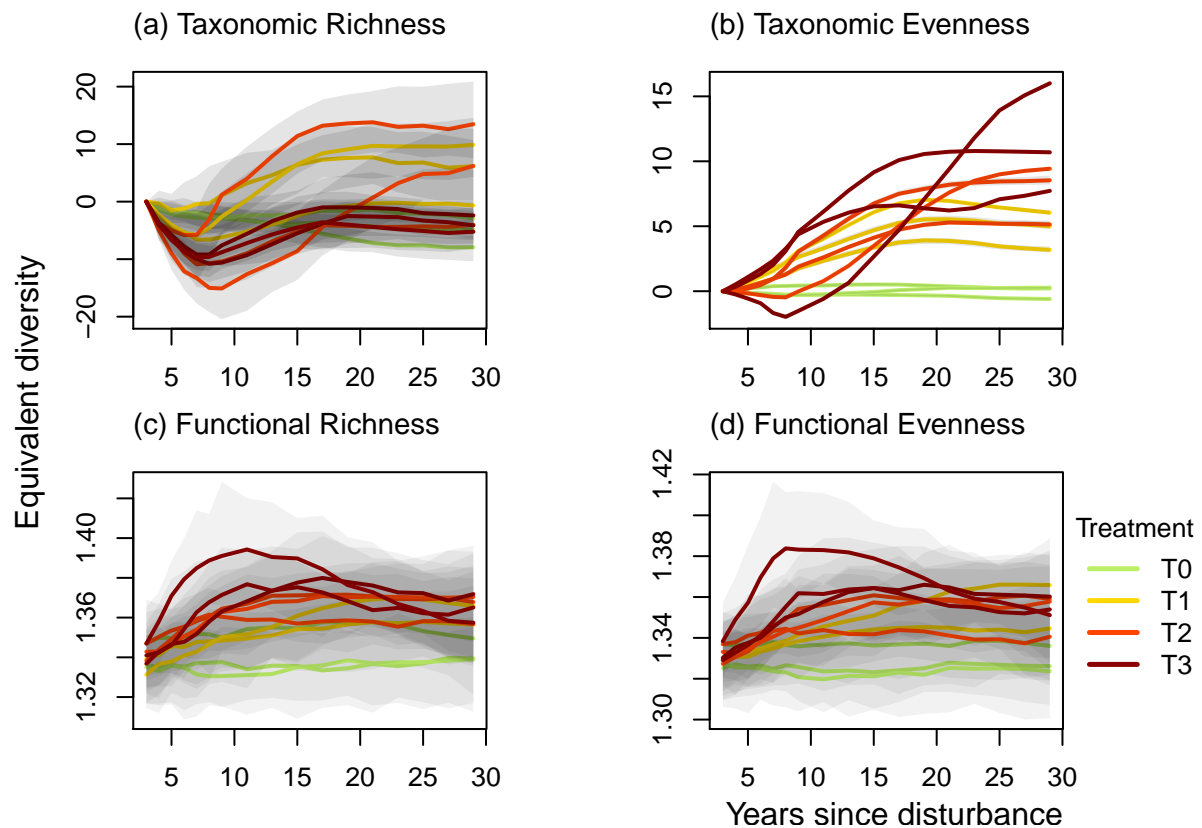 (a) Taxonomic Richness
(b) Taxonomic Evenness
20
10
0
−20
5 10 15 20 25 30
15
10
5
0
5 10 15 20 25 30
Equivalent diversity
(c) Functional Richness
(d) Functional Evenness
1.40
1.36
1.32
5 10 15 20 25 30
1.42
1.38
1.34
1.30
5 10 15 20 25 30
Treatment
T0
T1
T2
T3
Years since disturbance